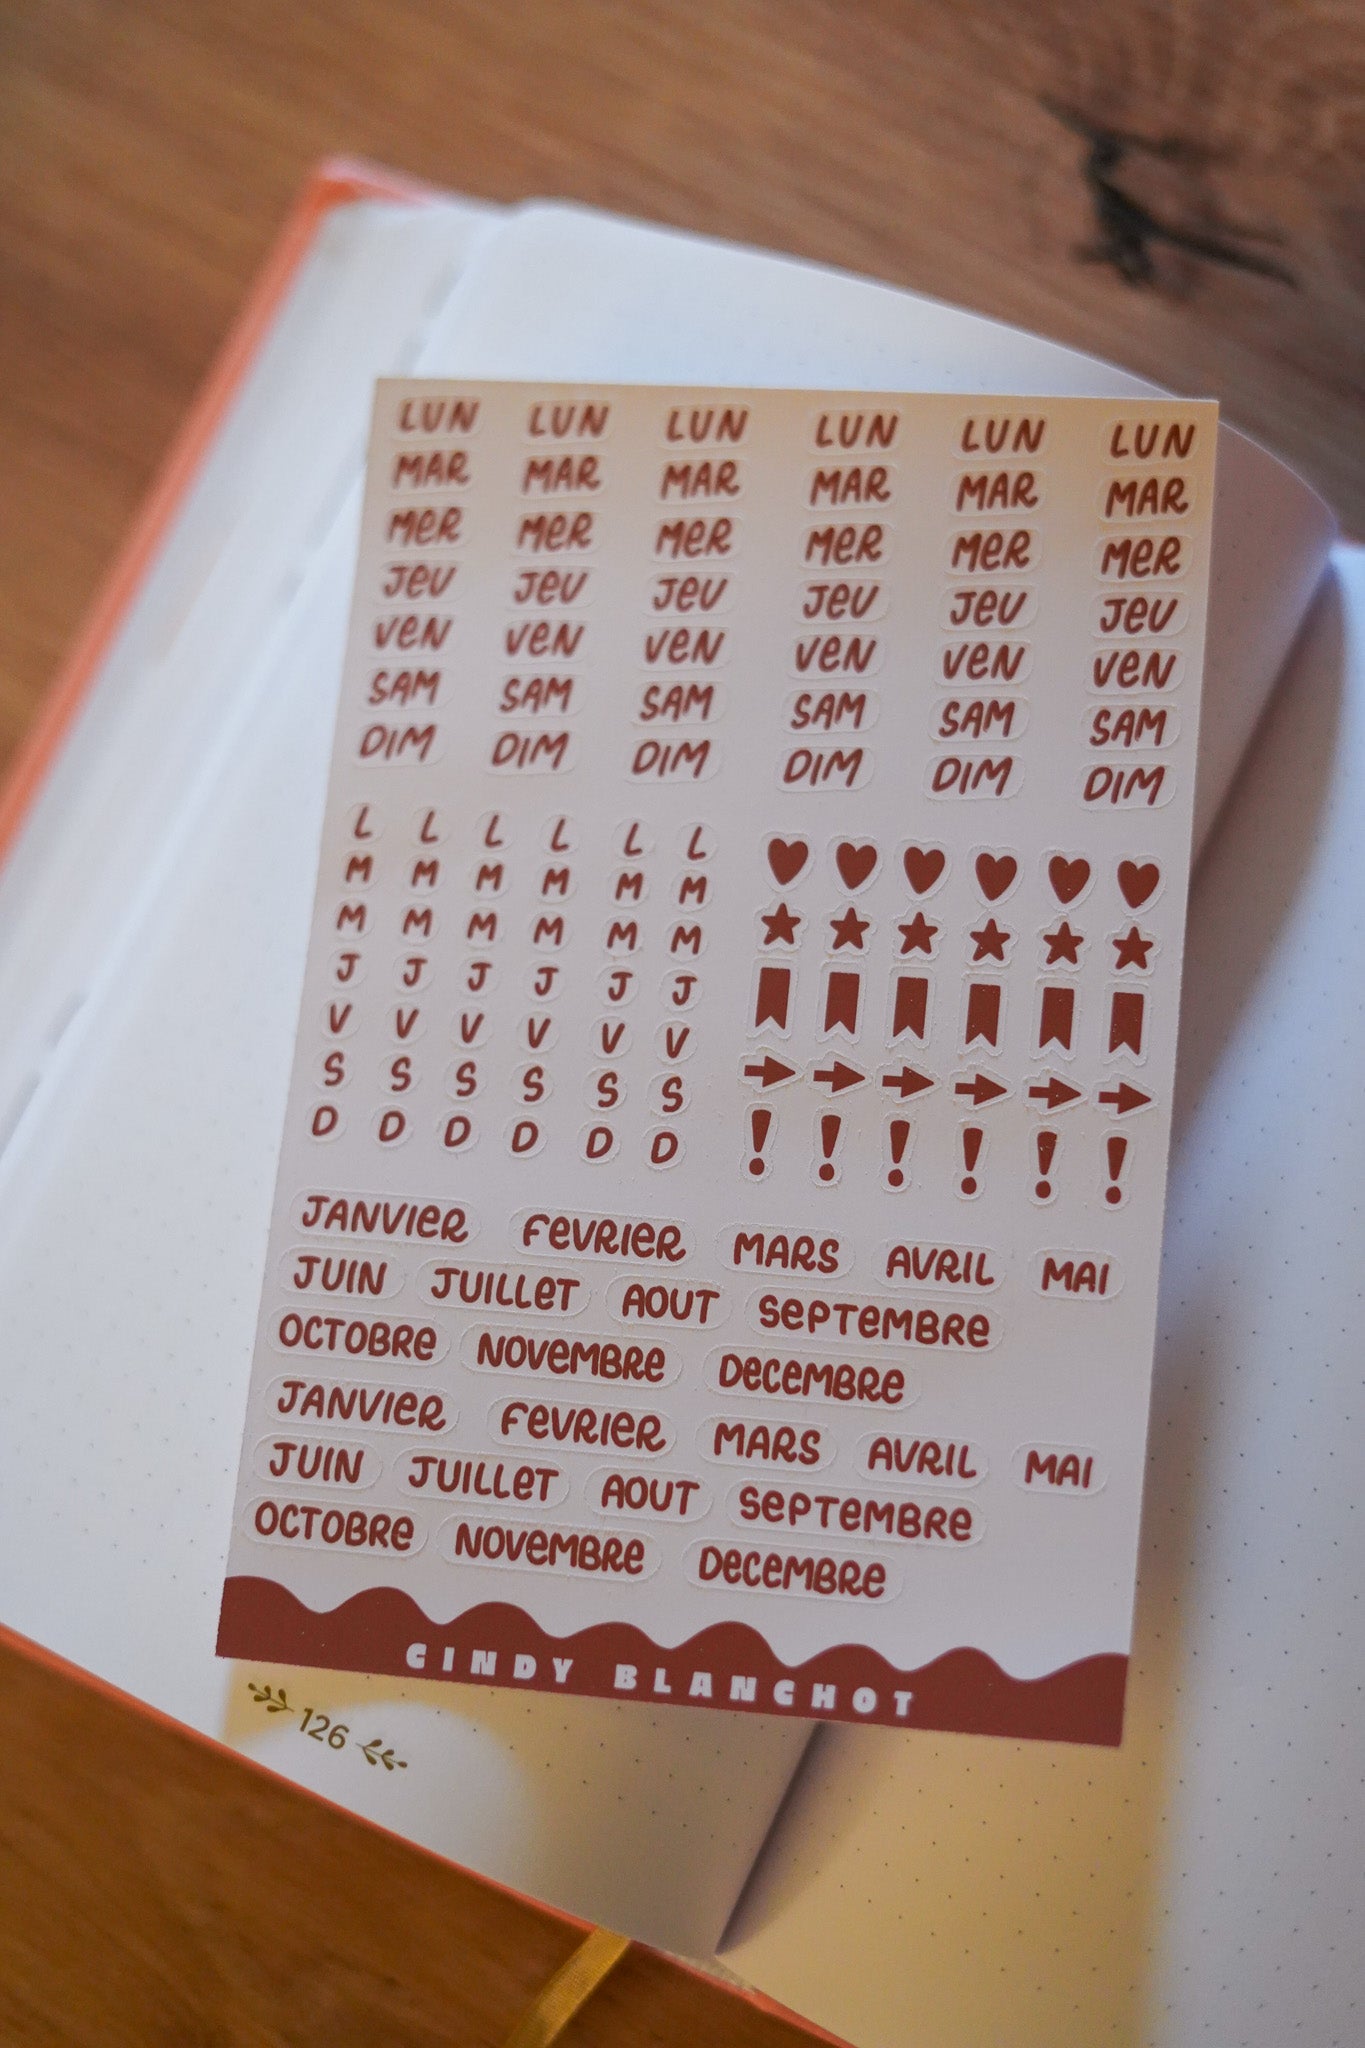 LUN LUN LUN LUN LUN LUN
MAR MAR MAR MAR MAR MAR
MeR MeR MeR MeR MeR MeR
JeU JeU JeU JeU JeU JeU
VeN VeN VeN VeN VeN VeN
SAM SAM SAM SAM SAM SAM
DIM DIM DIM DIM DIM DIM
L L L L L L
M M M M M M
M M M M M M
J J J J J J
V V V V V V
S S S S S S
D D D D D D
! ! ! ! ! !
JANVIeR FeVRIeR MARS AVRIL MAI
JUIN JUILLeT AOUT SePTeMBRe
OCTOBRe NOVeMBRe DeCeMBRe
JANVIeR FeVRIeR MARS AVRIL MAI
JUIN JUILLeT AOUT SePTeMBRe
OCTOBRe NOVeMBRe DeCeMBRe
CINDY BLANCHOT
126